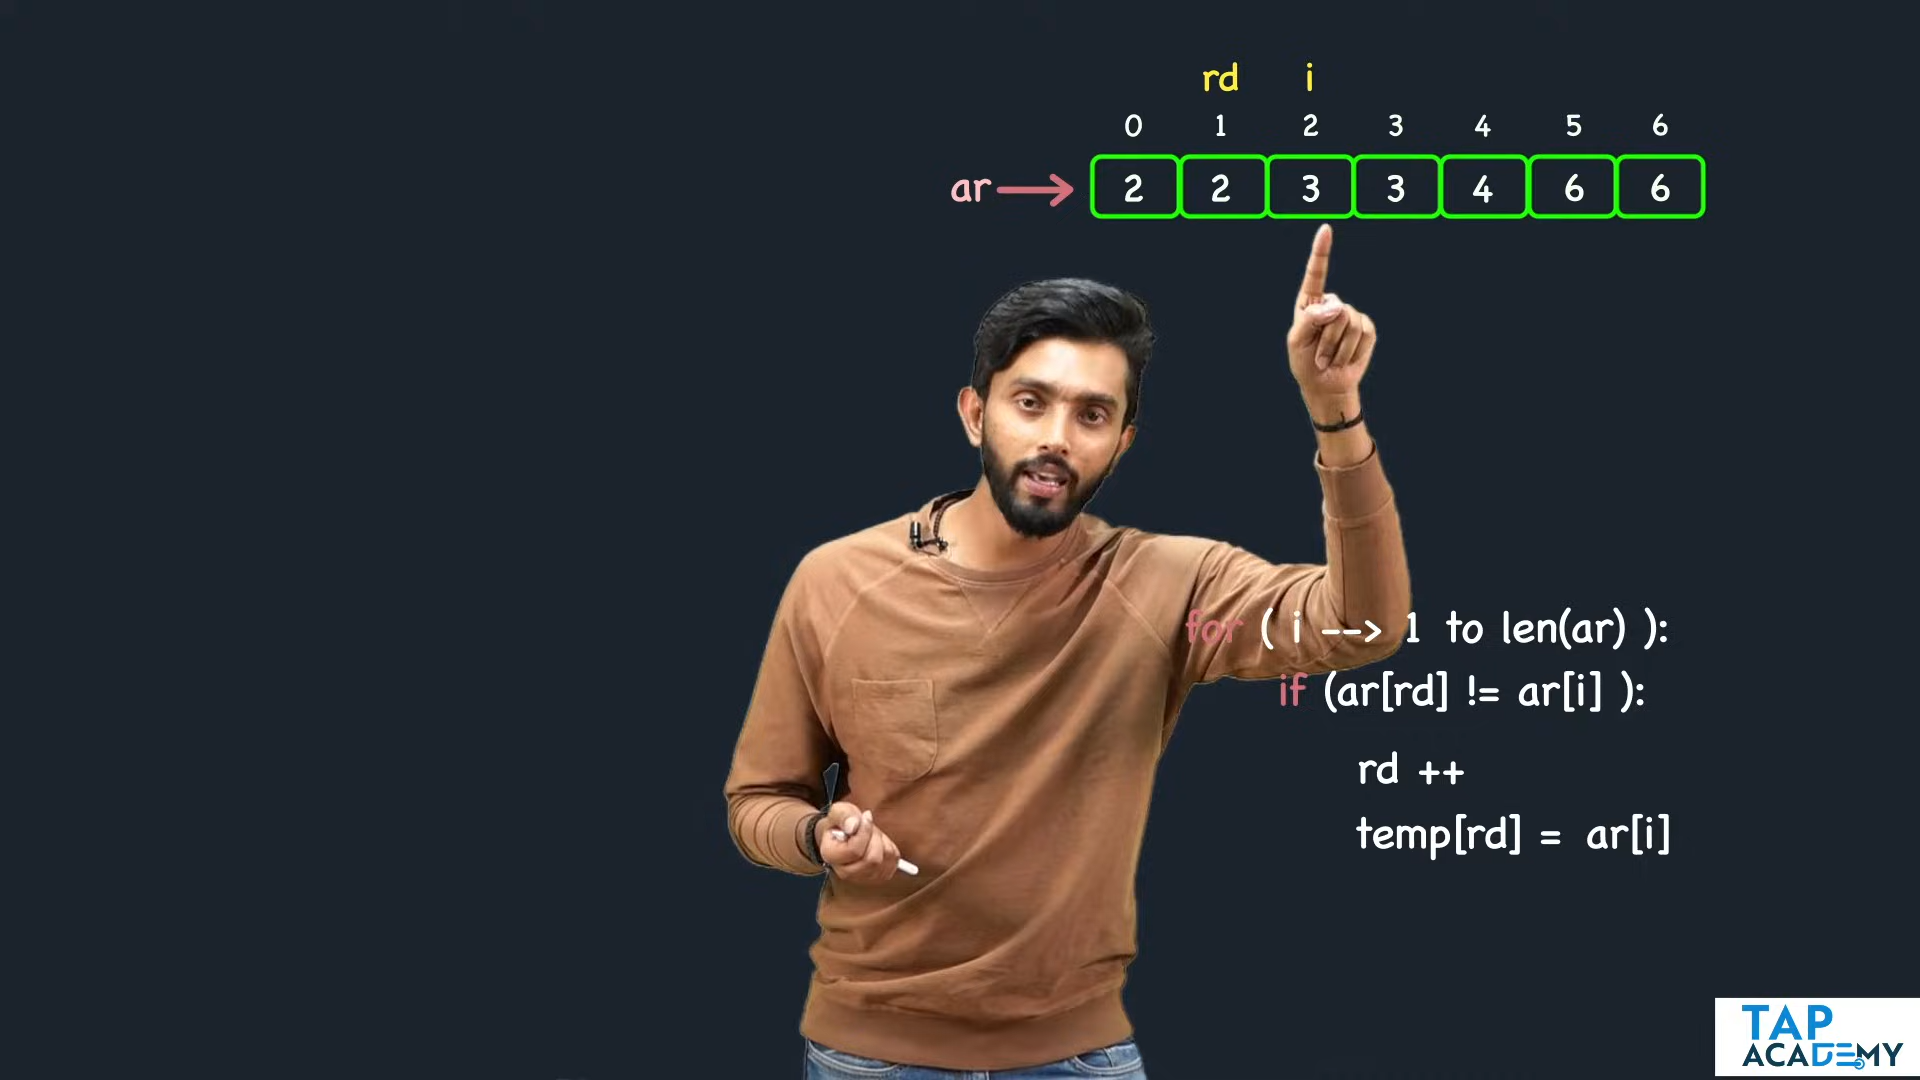 rd i
0 1 2 3 4 5 6
ar 2 2 3 3 4 6 6
for ( i --> 1 to len(ar) ):
if (ar[rd] != ar[i] ):
rd ++
temp[rd] = ar[i]
TAP
ACADEMY